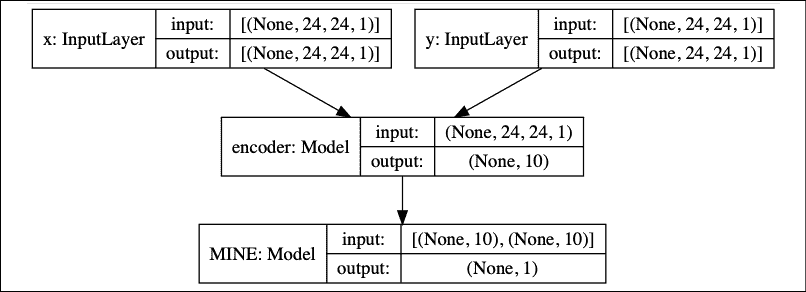 x: InputLayer
input: [(None, 24, 24, 1)]
output: [(None, 24, 24, 1)]
y: InputLayer
input: [(None, 24, 24, 1)]
output: [(None, 24, 24, 1)]
encoder: Model
input: (None, 24, 24, 1)
output: (None, 10)
MINE: Model
input: [(None, 10), (None, 10)]
output: (None, 1)